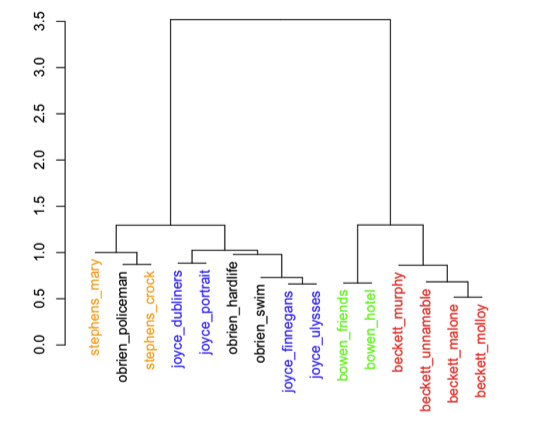 3.5
3.0
2.5
2.0
1.5
1.0
0.5
0.0
stephens_mary
obrien_policeman
stephens_crock
joyce_dubliners
joyce_portrait
obrien_hardlife
obrien_swim
joyce_finnegans
joyce_ulysses
bowen_friends
bowen_hotel
beckett_murphy
beckett_unnamable
beckett_malone
beckett_molloy